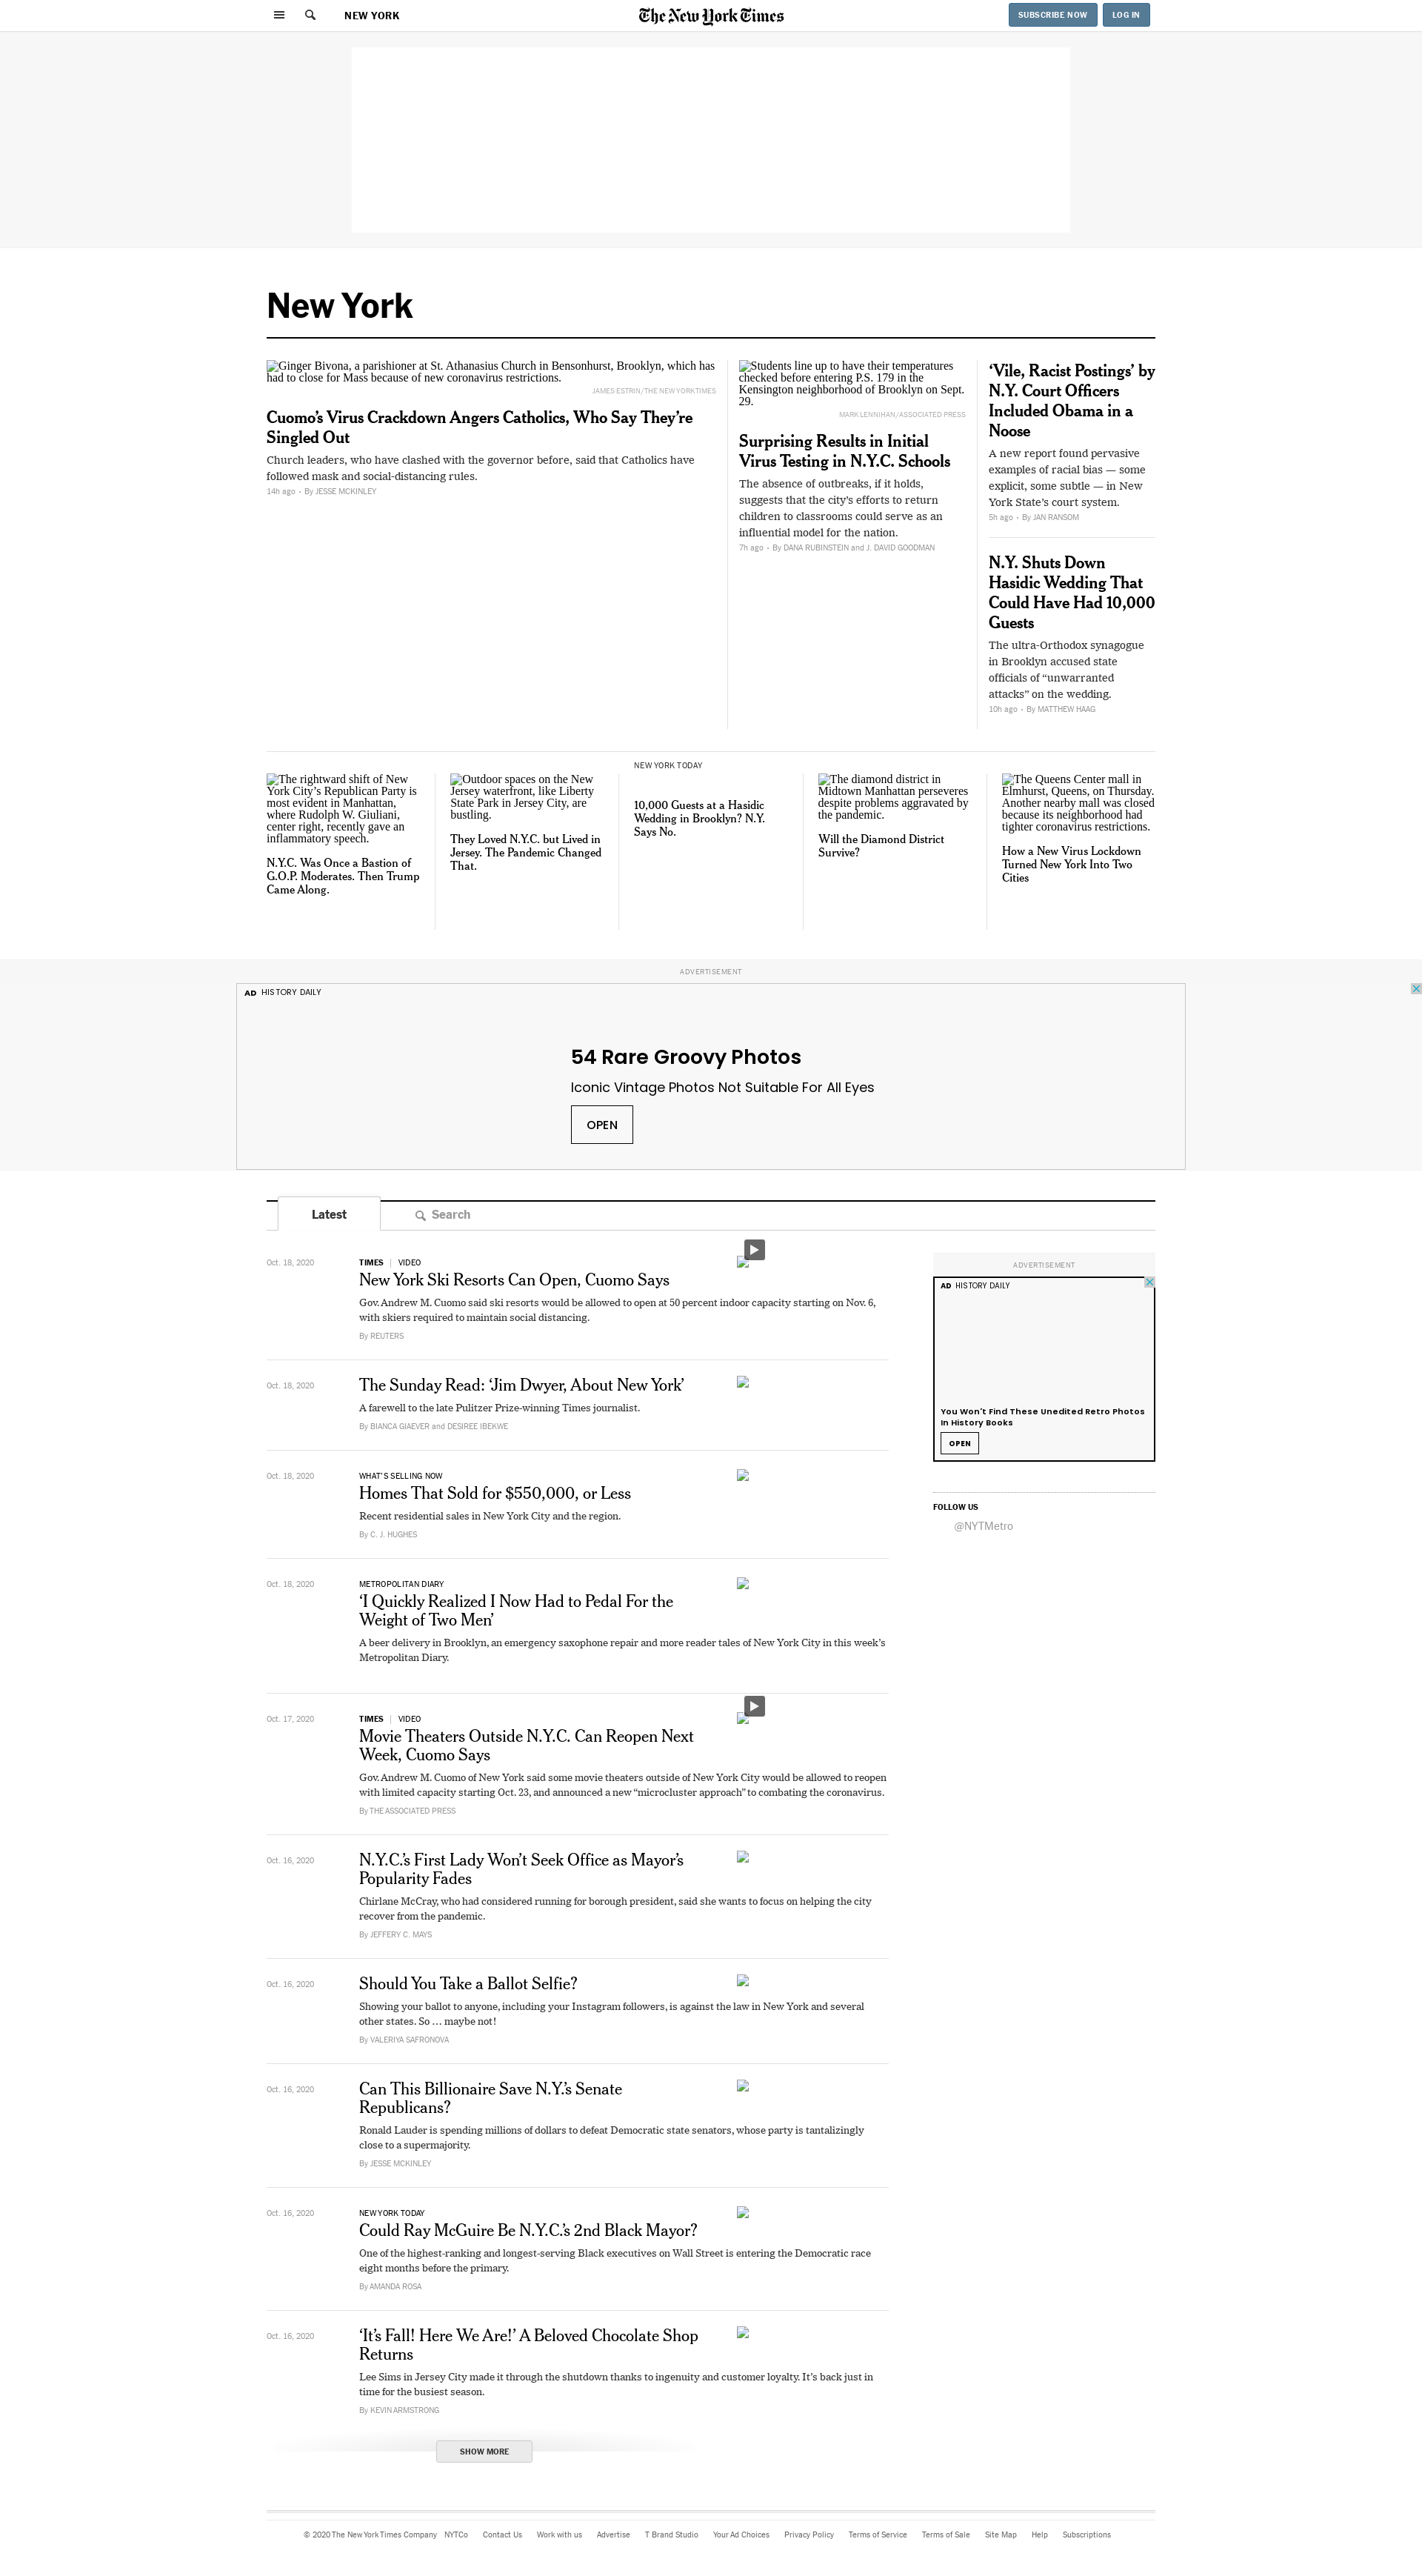 NEW YORK
The New York Times
SUBSCRIBE NOW
LOG IN
New York
Ginger Bivona, a parishioner at St. Athanasius Church in Bensonhurst, Brooklyn, which has
had to close for Mass because of new coronavirus restrictions.
JAMES ESTRIN/THE NEW YORK TIMES
Cuomo’s Virus Crackdown Angers Catholics, Who Say They’re
Singled Out
Church leaders, who have clashed with the governor before, said that Catholics have
followed mask and social-distancing rules.
14h ago • By JESSE MCKINLEY
Students line up to have their temperatures
checked before entering P.S. 179 in the
Kensington neighborhood of Brooklyn on Sept.
29.
MARK LENNIHAN/ASSOCIATED PRESS
Surprising Results in Initial
Virus Testing in N.Y.C. Schools
The absence of outbreaks, if it holds,
suggests that the city’s efforts to return
children to classrooms could serve as an
influential model for the nation.
7h ago • By DANA RUBINSTEIN and J. DAVID GOODMAN
‘Vile, Racist Postings’ by
N.Y. Court Officers
Included Obama in a
Noose
A new report found pervasive
examples of racial bias — some
explicit, some subtle — in New
York State’s court system.
5h ago • By JAN RANSOM
N.Y. Shuts Down
Hasidic Wedding That
Could Have Had 10,000
Guests
The ultra-Orthodox synagogue
in Brooklyn accused state
officials of “unwarranted
attacks” on the wedding.
10h ago • By MATTHEW HAAG
The rightward shift of New
York City’s Republican Party is
most evident in Manhattan,
where Rudolph W. Giuliani,
center right, recently gave an
inflammatory speech.
N.Y.C. Was Once a Bastion of
G.O.P. Moderates. Then Trump
Came Along.
Outdoor spaces on the New
Jersey waterfront, like Liberty
State Park in Jersey City, are
bustling.
They Loved N.Y.C. but Lived in
Jersey. The Pandemic Changed
That.
NEW YORK TODAY
10,000 Guests at a Hasidic
Wedding in Brooklyn? N.Y.
Says No.
The diamond district in
Midtown Manhattan perseveres
despite problems aggravated by
the pandemic.
Will the Diamond District
Survive?
The Queens Center mall in
Elmhurst, Queens, on Thursday.
Another nearby mall was closed
because its neighborhood had
tighter coronavirus restrictions.
How a New Virus Lockdown
Turned New York Into Two
Cities
ADVERTISEMENT
AD HISTORY DAILY
54 Rare Groovy Photos
Iconic Vintage Photos Not Suitable For All Eyes
OPEN
Latest
Search
Oct. 18, 2020
TIMES | VIDEO
New York Ski Resorts Can Open, Cuomo Says
Gov. Andrew M. Cuomo said ski resorts would be allowed to open at 50 percent indoor capacity starting on Nov. 6,
with skiers required to maintain social distancing.
By REUTERS
Oct. 18, 2020
The Sunday Read: ‘Jim Dwyer, About New York’
A farewell to the late Pulitzer Prize-winning Times journalist.
By BIANCA GIAEVER and DESIREE IBEKWE
Oct. 18, 2020
WHAT’S SELLING NOW
Homes That Sold for $550,000, or Less
Recent residential sales in New York City and the region.
By C. J. HUGHES
Oct. 18, 2020
METROPOLITAN DIARY
‘I Quickly Realized I Now Had to Pedal For the
Weight of Two Men’
A beer delivery in Brooklyn, an emergency saxophone repair and more reader tales of New York City in this week’s
Metropolitan Diary.
Oct. 17, 2020
TIMES | VIDEO
Movie Theaters Outside N.Y.C. Can Reopen Next
Week, Cuomo Says
Gov. Andrew M. Cuomo of New York said some movie theaters outside of New York City would be allowed to reopen
with limited capacity starting Oct. 23, and announced a new “microcluster approach” to combating the coronavirus.
By THE ASSOCIATED PRESS
Oct. 16, 2020
N.Y.C.’s First Lady Won’t Seek Office as Mayor’s
Popularity Fades
Chirlane McCray, who had considered running for borough president, said she wants to focus on helping the city
recover from the pandemic.
By JEFFERY C. MAYS
Oct. 16, 2020
Should You Take a Ballot Selfie?
Showing your ballot to anyone, including your Instagram followers, is against the law in New York and several
other states. So … maybe not!
By VALERIYA SAFRONOVA
Oct. 16, 2020
Can This Billionaire Save N.Y.’s Senate
Republicans?
Ronald Lauder is spending millions of dollars to defeat Democratic state senators, whose party is tantalizingly
close to a supermajority.
By JESSE MCKINLEY
Oct. 16, 2020
NEW YORK TODAY
Could Ray McGuire Be N.Y.C.’s 2nd Black Mayor?
One of the highest-ranking and longest-serving Black executives on Wall Street is entering the Democratic race
eight months before the primary.
By AMANDA ROSA
Oct. 16, 2020
‘It’s Fall! Here We Are!’ A Beloved Chocolate Shop
Returns
Lee Sims in Jersey City made it through the shutdown thanks to ingenuity and customer loyalty. It’s back just in
time for the busiest season.
By KEVIN ARMSTRONG
SHOW MORE
ADVERTISEMENT
AD HISTORY DAILY
You Won't Find These Unedited Retro Photos
In History Books
OPEN
FOLLOW US
@NYTMetro
© 2020 The New York Times Company NYTCo Contact Us Work with us Advertise T Brand Studio Your Ad Choices Privacy Policy Terms of Service Terms of Sale Site Map Help Subscriptions